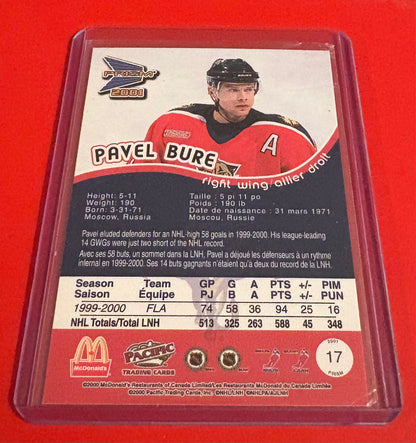 PRISM
2001
A
PAVEL BURE
right wing/ailier droit
Height: 5-11
Weight: 190
Born: 3-31-71
Moscow, Russia
Taille : 5 pi 11 po
Poids : 190 lb
Date de naissance : 31 mars 1971
Moscou, Russie
Pavel eluded defenders for an NHL-high 58 goals in 1999-2000. His league-leading
14 GWGs were just two short of the NHL record.
Avec ses 58 buts, un sommet dans la LNH, Pavel a déjoué les défenseurs à un rythme
infernal en 1999-2000. Ses 14 buts gagnants n'étaient qu'à deux du record de la LNH.
Season Team GP G A PTS +/- PIM
Saison Équipe PJ B A PTS +/- PUN
1999-2000 FLA 74 58 36 94 25 16
NHL Totals/Total LNH 513 325 263 588 45 348
McDonald's
PACIFIC
TRADING CARDS
NHL
2001
17
PRISM
©2000 McDonald's Restaurants of Canada Limited/Les Restaurants McDonald du Canada Limitée
©2000 Pacific Trading Cards, Inc. ©NHL/LNH ©NHLPA/AJLNH